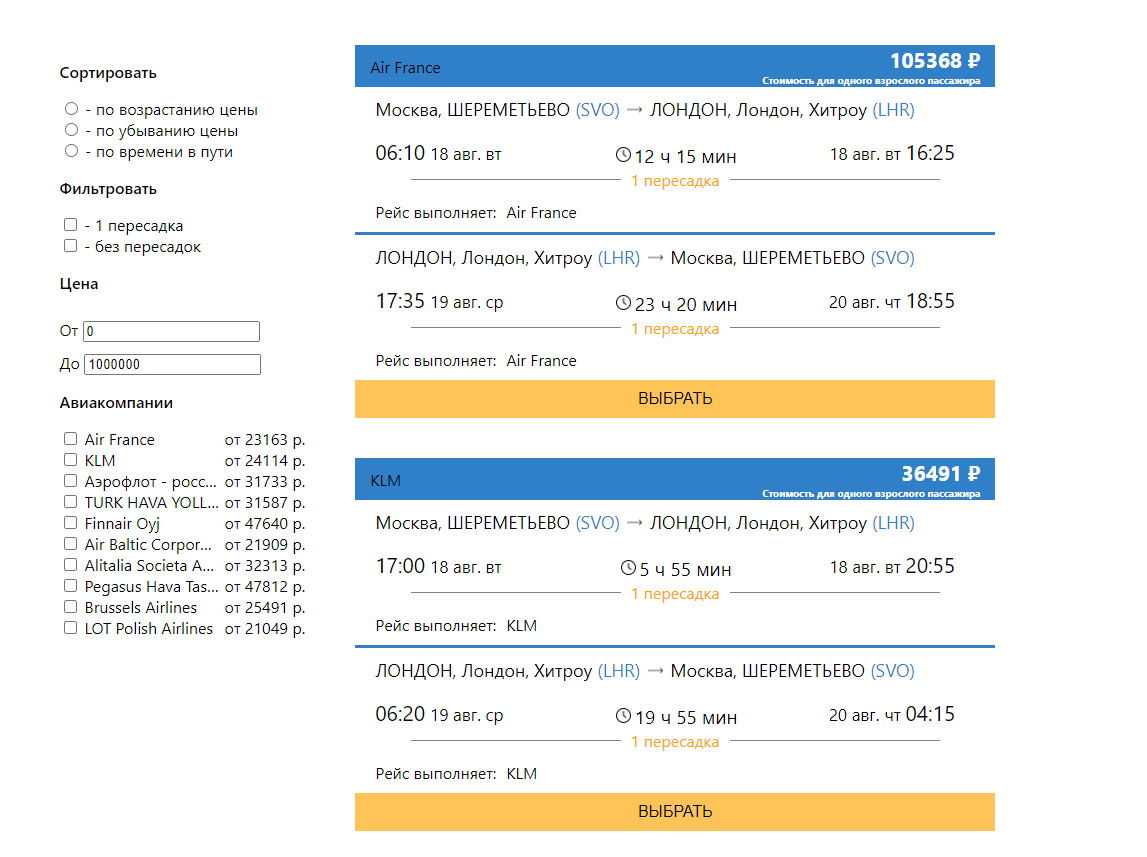 Сортировать
- по возрастанию цены
- по убыванию цены
- по времени в пути
Фильтровать
- 1 пересадка
- без пересадок
Цена
От 0
До 1000000
Авиакомпании
Air France от 23163 р.
KLM от 24114 р.
Аэрофлот - росс... от 31733 р.
TURK HAVA YOLL... от 31587 р.
Finnair Oyj от 47640 р.
Air Baltic Corpor... от 21909 р.
Alitalia Societa A... от 32313 р.
Pegasus Hava Tas... от 47812 р.
Brussels Airlines от 25491 р.
LOT Polish Airlines от 21049 р.
Air France 105368 ₽
Стоимость для одного взрослого пассажира
Москва, ШЕРЕМЕТЬЕВО (SVO) → ЛОНДОН, Лондон, Хитроу (LHR)
06:10 18 авг. вт 12 ч 15 мин 18 авг. вт 16:25
1 пересадка
Рейс выполняет: Air France
ЛОНДОН, Лондон, Хитроу (LHR) → Москва, ШЕРЕМЕТЬЕВО (SVO)
17:35 19 авг. ср 23 ч 20 мин 20 авг. чт 18:55
1 пересадка
Рейс выполняет: Air France
ВЫБРАТЬ
KLM 36491 ₽
Стоимость для одного взрослого пассажира
Москва, ШЕРЕМЕТЬЕВО (SVO) → ЛОНДОН, Лондон, Хитроу (LHR)
17:00 18 авг. вт 5 ч 55 мин 18 авг. вт 20:55
1 пересадка
Рейс выполняет: KLM
ЛОНДОН, Лондон, Хитроу (LHR) → Москва, ШЕРЕМЕТЬЕВО (SVO)
06:20 19 авг. ср 19 ч 55 мин 20 авг. чт 04:15
1 пересадка
Рейс выполняет: KLM
ВЫБРАТЬ